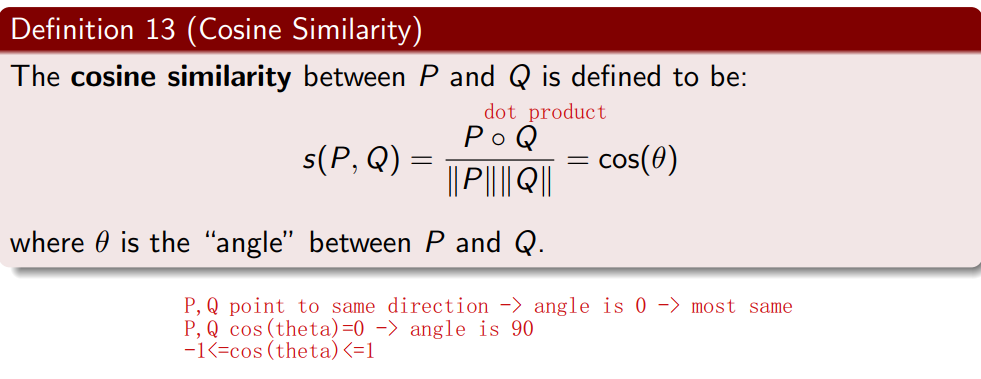 Definition 13 (Cosine Similarity)
The cosine similarity between P and Q is defined to be:
dot product
s(P, Q) = P ∘ Q / ‖P‖‖Q‖ = cos(θ)
where θ is the “angle” between P and Q.
P,Q point to same direction -> angle is 0 -> most same
P,Q cos(theta)=0 -> angle is 90
-1<=cos(theta)<=1